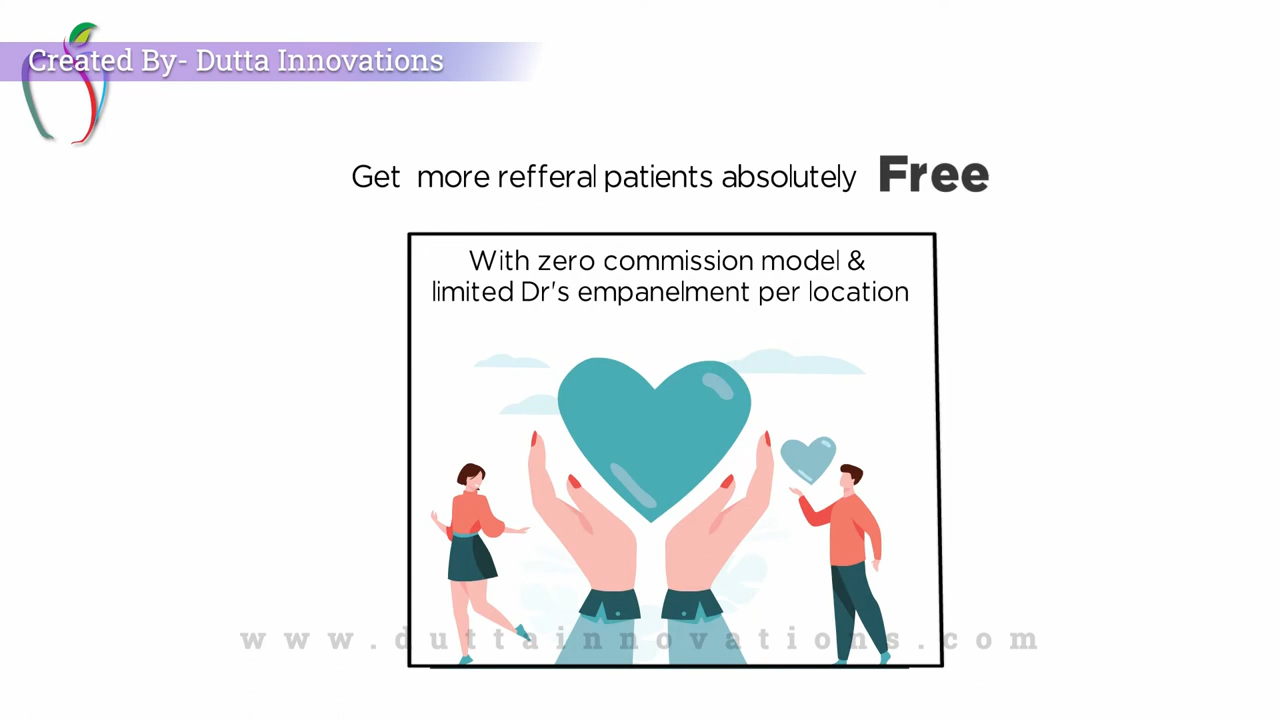 Created By- Dutta Innovations
Get more refferal patients absolutely Free
With zero commission model &
limited Dr's empanelment per location
www.duttainnovations.com